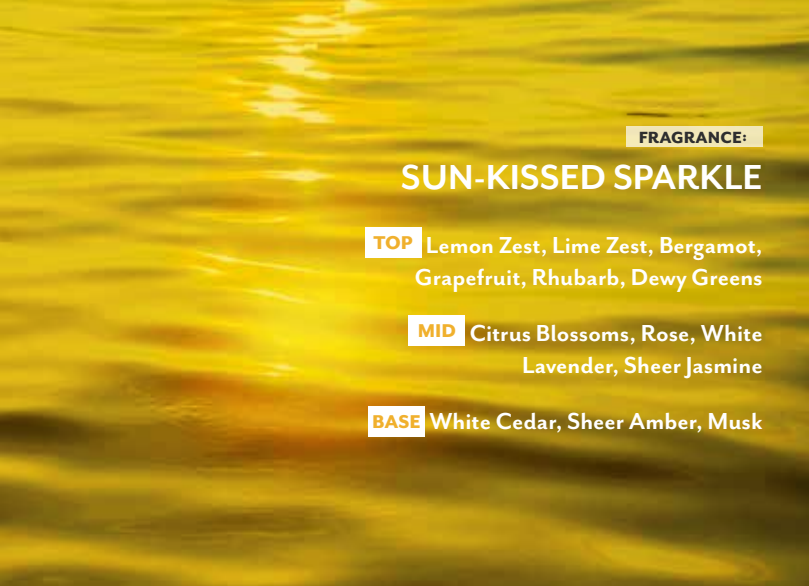 FRAGRANCE:
SUN-KISSED SPARKLE
TOP Lemon Zest, Lime Zest, Bergamot,
Grapefruit, Rhubarb, Dewy Greens
MID Citrus Blossoms, Rose, White
Lavender, Sheer Jasmine
BASE White Cedar, Sheer Amber, Musk